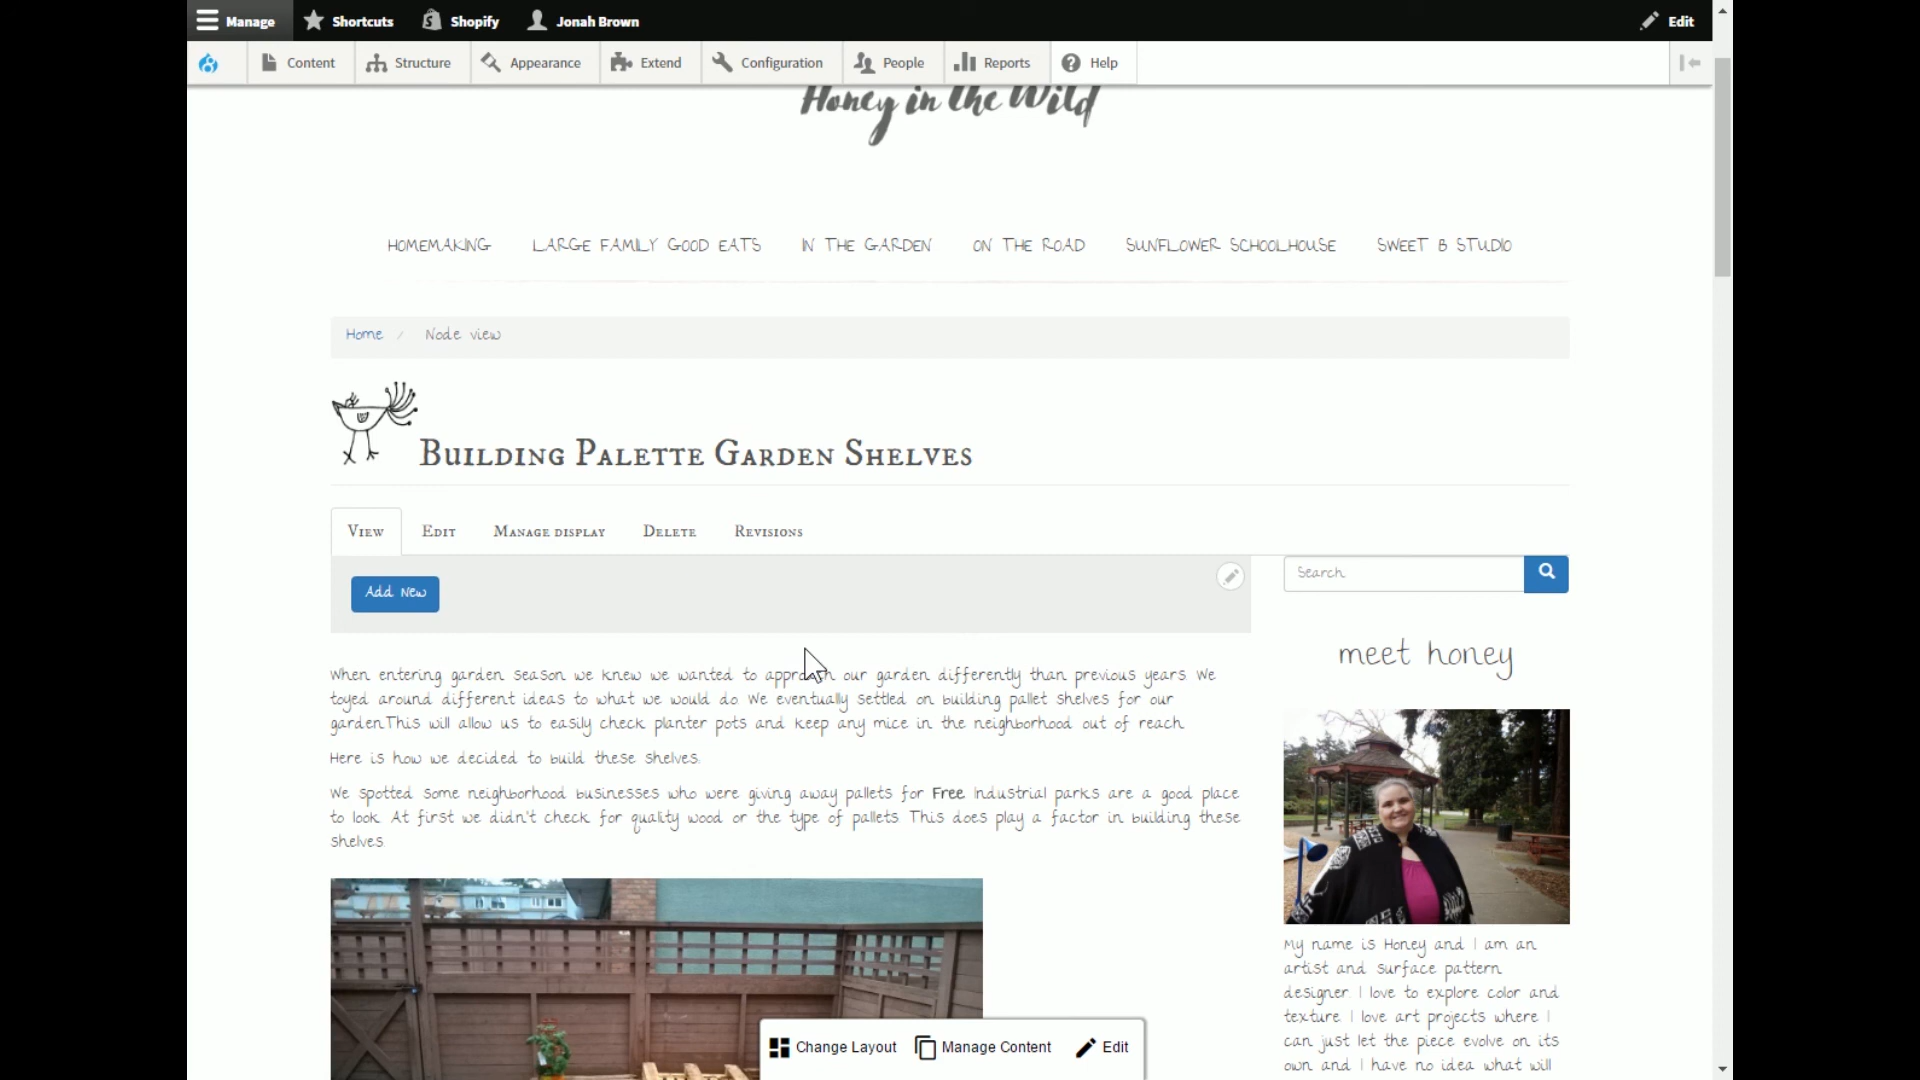 Manage Shortcuts Shopify Jonah Brown Edit
Content Structure Appearance Extend Configuration People Reports Help
Honey in the Wild
HOMEMAKING LARGE FAMILY GOOD EATS IN THE GARDEN ON THE ROAD SUNFLOWER SCHOOLHOUSE SWEET B STUDIO
Home / Node view
Building Palette Garden Shelves
View Edit Manage display Delete Revisions
Add New
When entering garden season we knew we wanted to approach our garden differently than previous years. We
toyed around different ideas to what we would do. We eventually settled on building pallet shelves for our
garden.This will allow us to easily check planter pots and keep any mice in the neighborhood out of reach.
Here is how we decided to build these shelves.
We spotted some neighborhood businesses who were giving away pallets for Free. Industrial parks are a good place
to look. At first we didn't check for quality wood or the type of pallets. This does play a factor in building these
shelves.
Search
meet honey
My name is Honey and I am an
artist and surface pattern
designer. I love to explore color and
texture. I love art projects where I
can just let the piece evolve on its
own and I have no idea what will
Change Layout Manage Content Edit